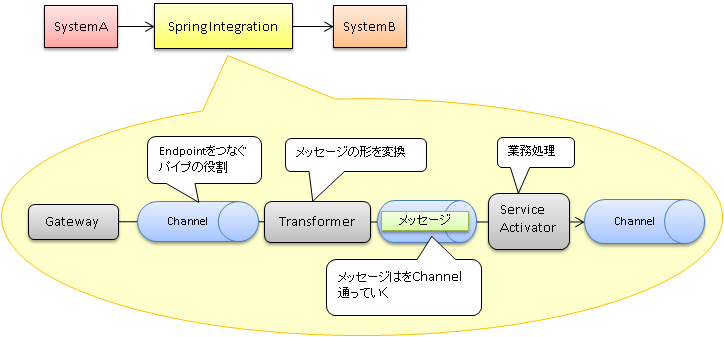 SystemA
SpringIntegration
SystemB
Endpointをつなぐ
パイプの役割
メッセージの形を変換
業務処理
Gateway
Channel
Transformer
メッセージ
Service
Activator
Channel
メッセージはをChannel
通っていく